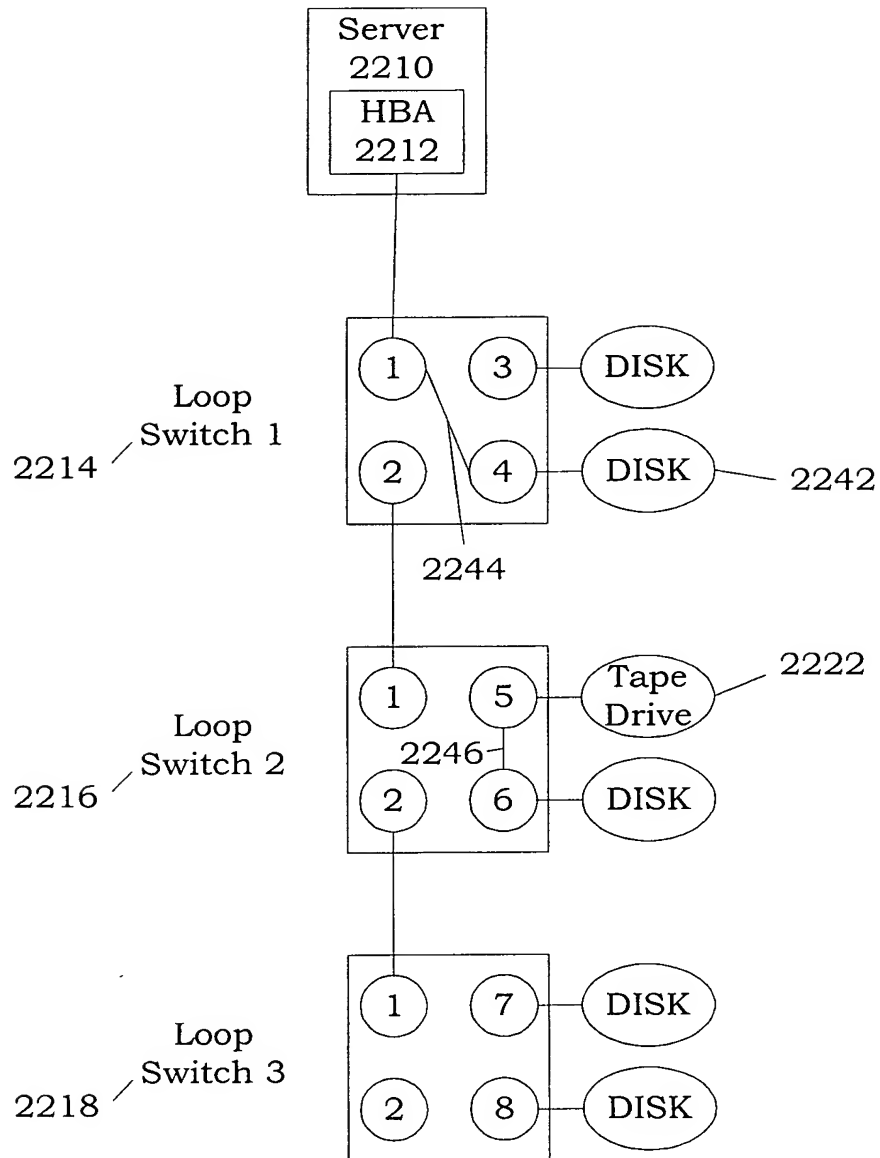 Server
2210
HBA
2212
1
3
DISK
Loop
Switch 1
2214
2
4
DISK
2242
2244
1
5
Tape
Drive
2222
Loop
Switch 2
2216
2246
2
6
DISK
1
7
DISK
Loop
Switch 3
2218
2
8
DISK